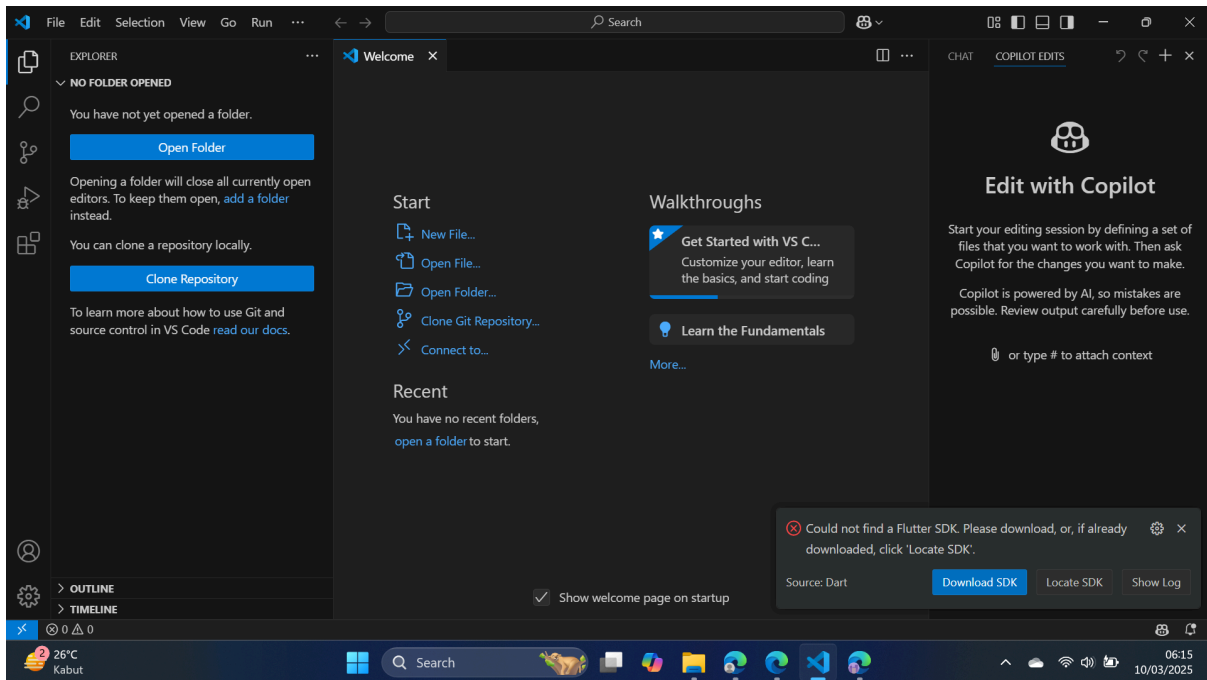 File Edit Selection View Go Run ···
Search
EXPLORER ···
NO FOLDER OPENED
You have not yet opened a folder.
Open Folder
Opening a folder will close all currently open
editors. To keep them open, add a folder
instead.
You can clone a repository locally.
Clone Repository
To learn more about how to use Git and
source control in VS Code read our docs.
OUTLINE
TIMELINE
Welcome
Start
New File...
Open File...
Open Folder...
Clone Git Repository...
Connect to...
Recent
You have no recent folders,
open a folder to start.
Walkthroughs
Get Started with VS C...
Customize your editor, learn
the basics, and start coding
Learn the Fundamentals
More...
Show welcome page on startup
CHAT COPILOT EDITS
Edit with Copilot
Start your editing session by defining a set of
files that you want to work with. Then ask
Copilot for the changes you want to make.
Copilot is powered by AI, so mistakes are
possible. Review output carefully before use.
or type # to attach context
Could not find a Flutter SDK. Please download, or, if already
downloaded, click 'Locate SDK'.
Source: Dart
Download SDK Locate SDK Show Log
0 0
2
26°C
Kabut
Search
06:15
10/03/2025